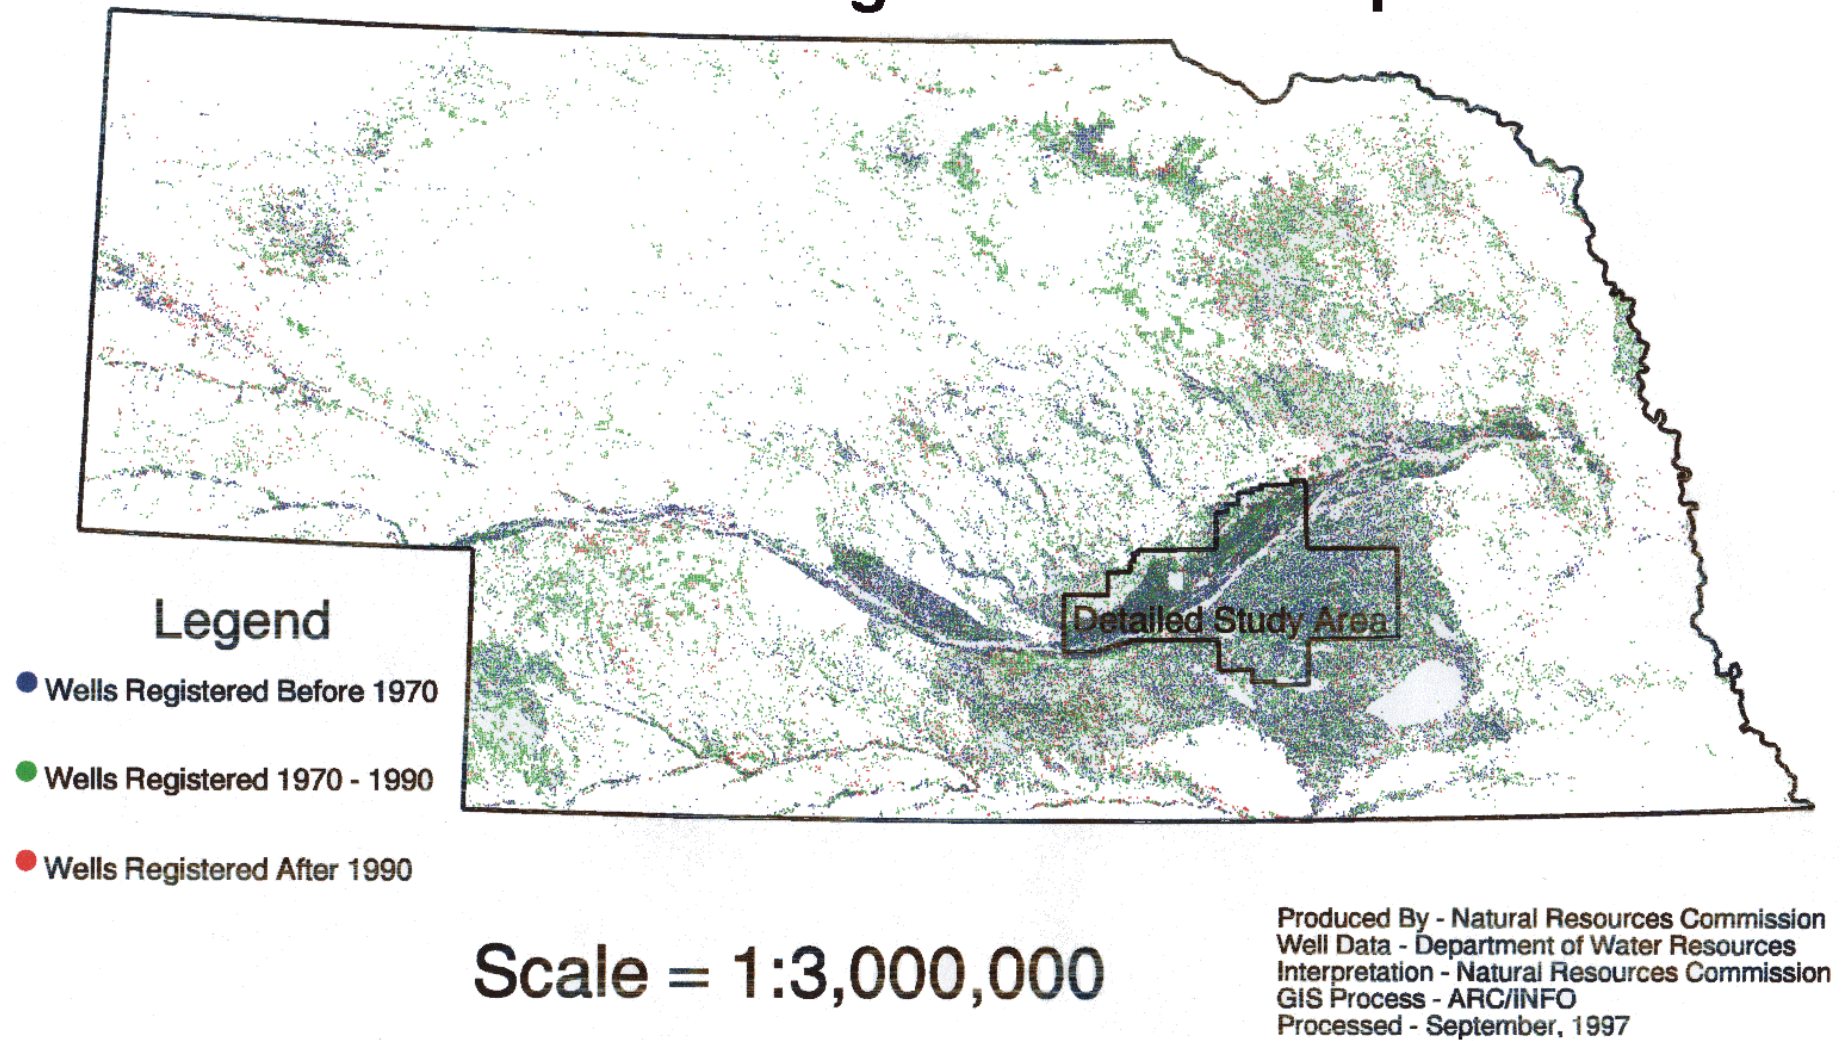 Detailed Study Area
Legend
Wells Registered Before 1970
Wells Registered 1970 - 1990
Wells Registered After 1990
Scale = 1:3,000,000
Produced By - Natural Resources Commission
Well Data - Department of Water Resources
Interpretation - Natural Resources Commission
GIS Process - ARC/INFO
Processed - September, 1997